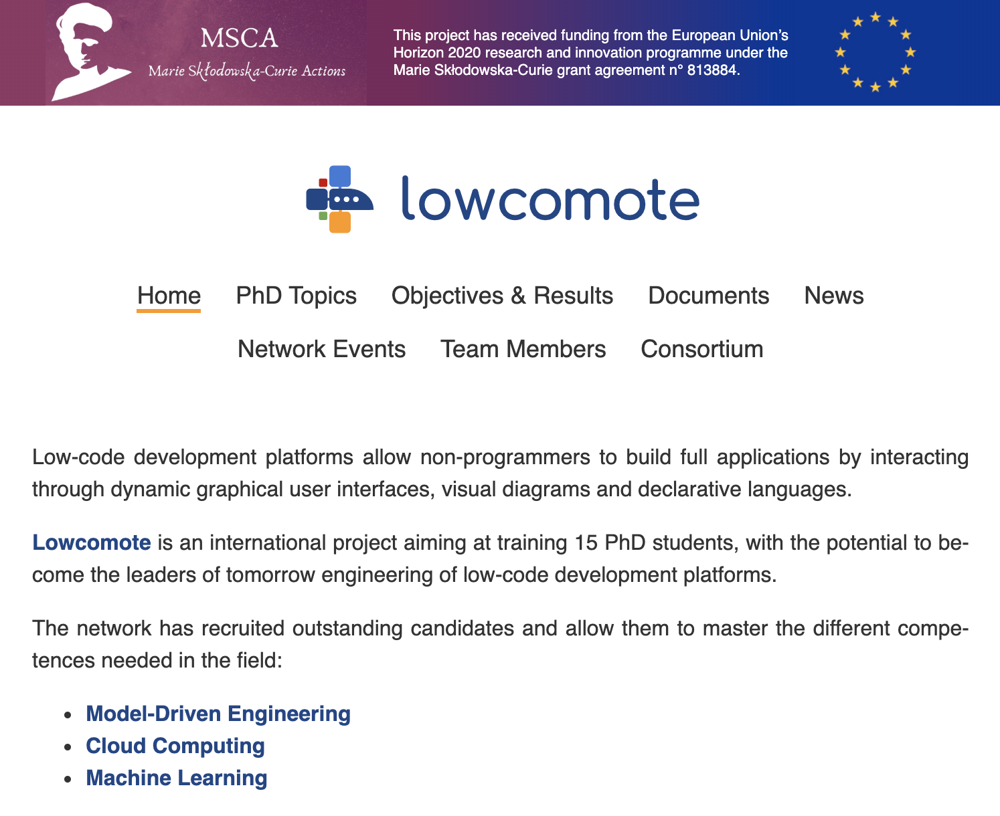 MSCA
Marie Skłodowska-Curie Actions
This project has received funding from the European Union’s
Horizon 2020 research and innovation programme under the
Marie Skłodowska-Curie grant agreement n° 813884.
lowcomote
Home PhD Topics Objectives & Results Documents News
Network Events Team Members Consortium
Low-code development platforms allow non-programmers to build full applications by interacting
through dynamic graphical user interfaces, visual diagrams and declarative languages.
Lowcomote is an international project aiming at training 15 PhD students, with the potential to be-
come the leaders of tomorrow engineering of low-code development platforms.
The network has recruited outstanding candidates and allow them to master the different compe-
tences needed in the field:
• Model-Driven Engineering
• Cloud Computing
• Machine Learning